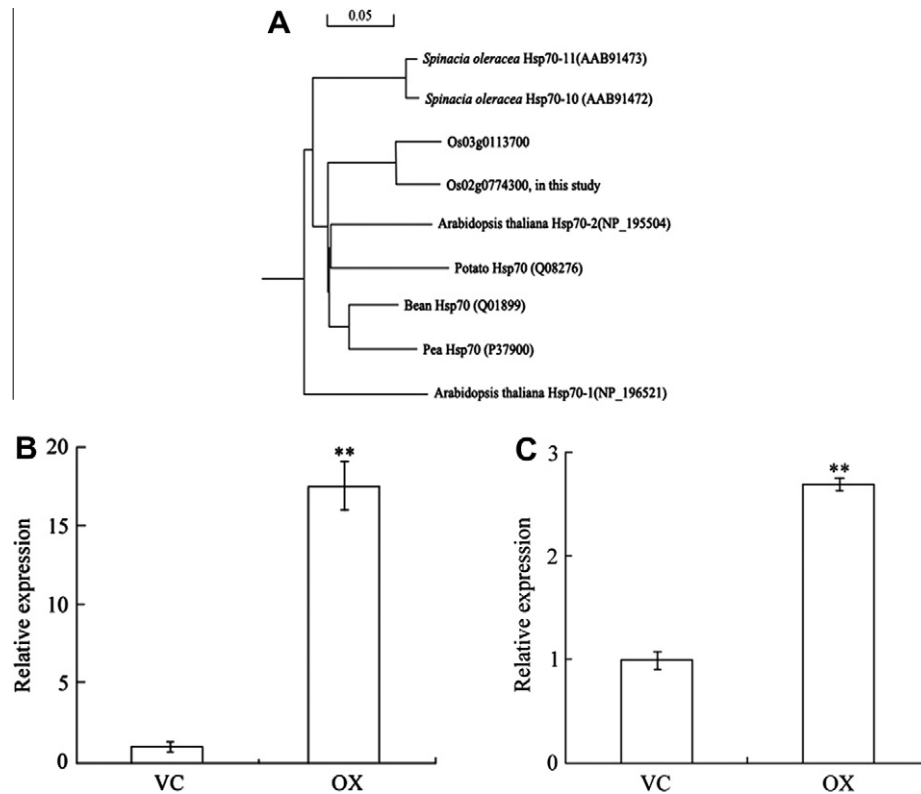 A
0.05
Spinacia oleracea Hsp70-11(AAB91473)
Spinacia oleracea Hsp70-10 (AAB91472)
Os03g0113700
Os02g0774300, in this study
Arabidopsis thaliana Hsp70-2(NP_195504)
Potato Hsp70 (Q08276)
Bean Hsp70 (Q01899)
Pea Hsp70 (P37900)
Arabidopsis thaliana Hsp70-1(NP_196521)
B
Relative expression
20
15
10
5
0
**
VC
OX
C
Relative expression
3
2
1
0
**
VC
OX